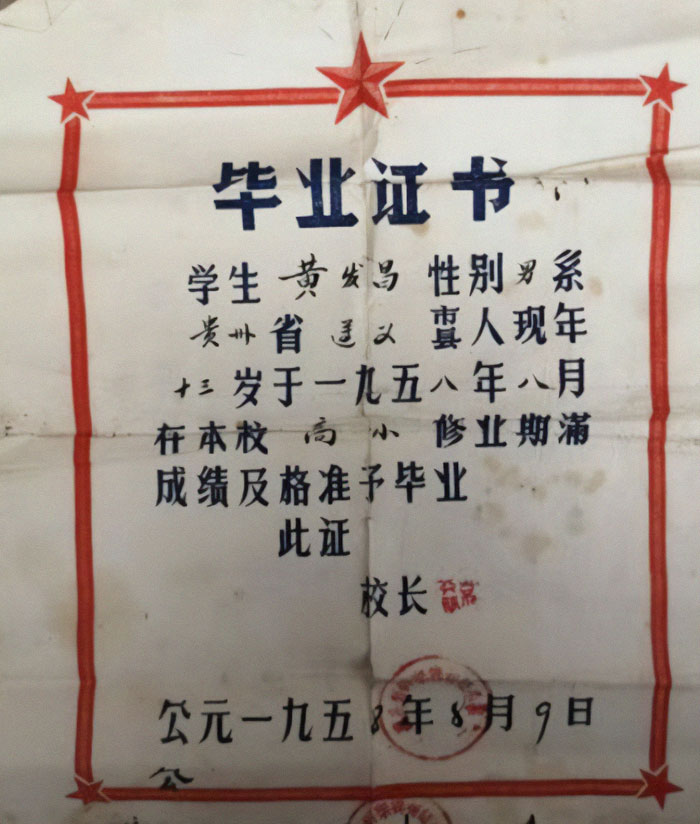 毕业证书
学生 黄发昌 性别男系
贵州省 遵义 市县人现年
十三岁于一九五八年八月
在本校 高小 修业期满
成绩及格准予毕业
此证
校长
公元一九五8年8月9日
公